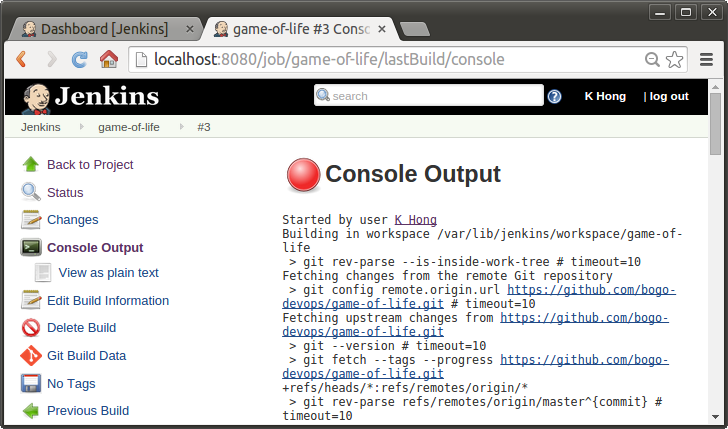 Dashboard [Jenkins]
game-of-life #3 Conso
localhost:8080/job/game-of-life/lastBuild/console
Jenkins
search
K Hong
| log out
Jenkins
game-of-life
#3
Back to Project
Status
Changes
Console Output
View as plain text
Edit Build Information
Delete Build
Git Build Data
No Tags
Previous Build
Console Output
Started by user K Hong
Building in workspace /var/lib/jenkins/workspace/game-of-
life
> git rev-parse --is-inside-work-tree # timeout=10
Fetching changes from the remote Git repository
> git config remote.origin.url https://github.com/bogo-
devops/game-of-life.git # timeout=10
Fetching upstream changes from https://github.com/bogo-
devops/game-of-life.git
> git --version # timeout=10
> git fetch --tags --progress https://github.com/bogo-
devops/game-of-life.git
+refs/heads/*:refs/remotes/origin/*
> git rev-parse refs/remotes/origin/master^{commit} #
timeout=10